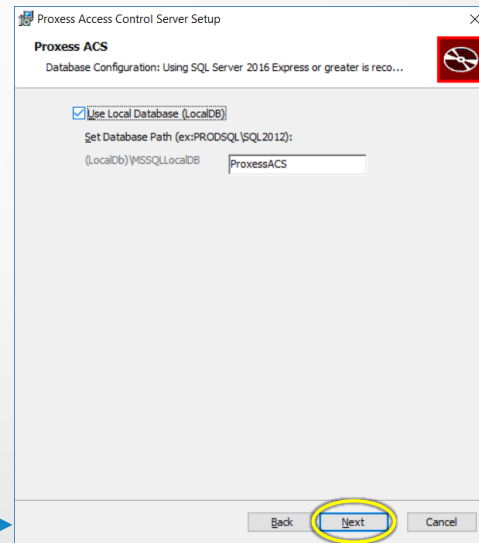 Proxess Access Control Server Setup
Proxess ACS
Database Configuration: Using SQL Server 2016 Express or greater is reco...
Use Local Database (LocalDB)
Set Database Path (ex:PRODSQL\SQL2012):
(LocalDb)\MSSQLLocalDB ProxessACS
Back Next Cancel